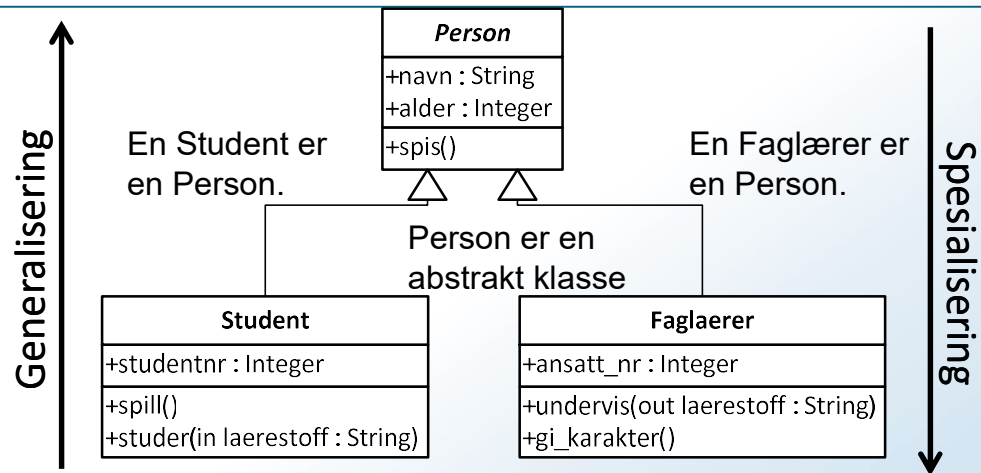 Generalisering
Person
+navn : String
+alder : Integer
+spis()
En Student er
en Person.
En Faglærer er
en Person.
Person er en
abstrakt klasse
Student
+studentnr : Integer
+spill()
+studer(in laerestoff : String)
Faglaerer
+ansatt_nr : Integer
+undervis(out laerestoff : String)
+gi_karakter()
Spesialisering